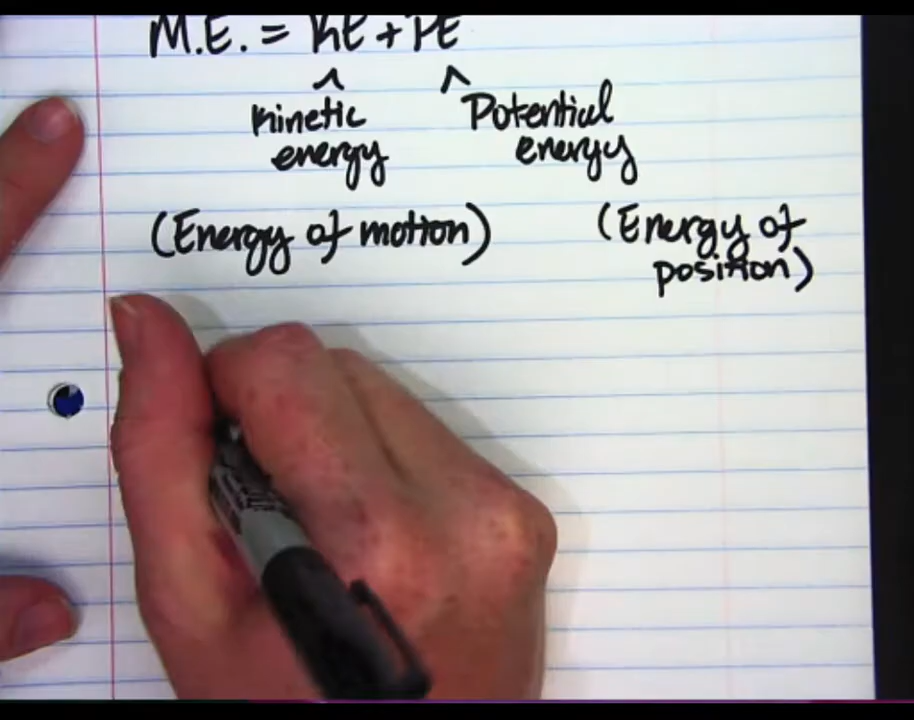 M.E. = KE + PE
^ ^
Kinetic energy
Potential energy
(Energy of motion)
(Energy of position)